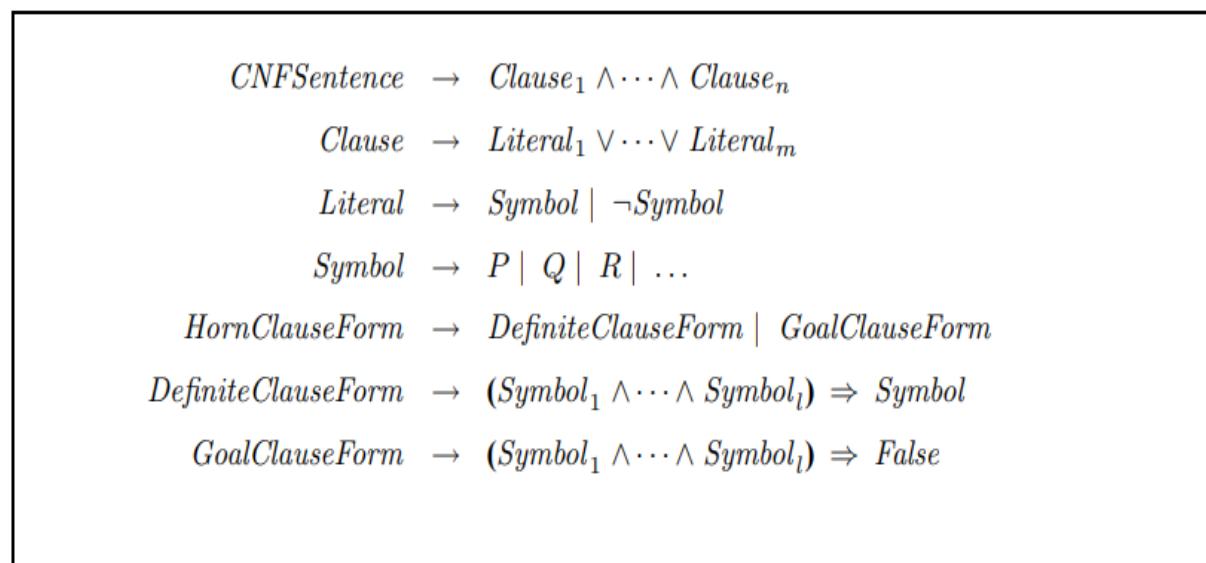 CNFSentence → Clause₁ ∧ ⋯ ∧ Clauseₙ
Clause → Literal₁ ∨ ⋯ ∨ Literalₘ
Literal → Symbol | ¬Symbol
Symbol → P | Q | R | …
HornClauseForm → DefiniteClauseForm | GoalClauseForm
DefiniteClauseForm → (Symbol₁ ∧ ⋯ ∧ Symbolₗ) ⇒ Symbol
GoalClauseForm → (Symbol₁ ∧ ⋯ ∧ Symbolₗ) ⇒ False